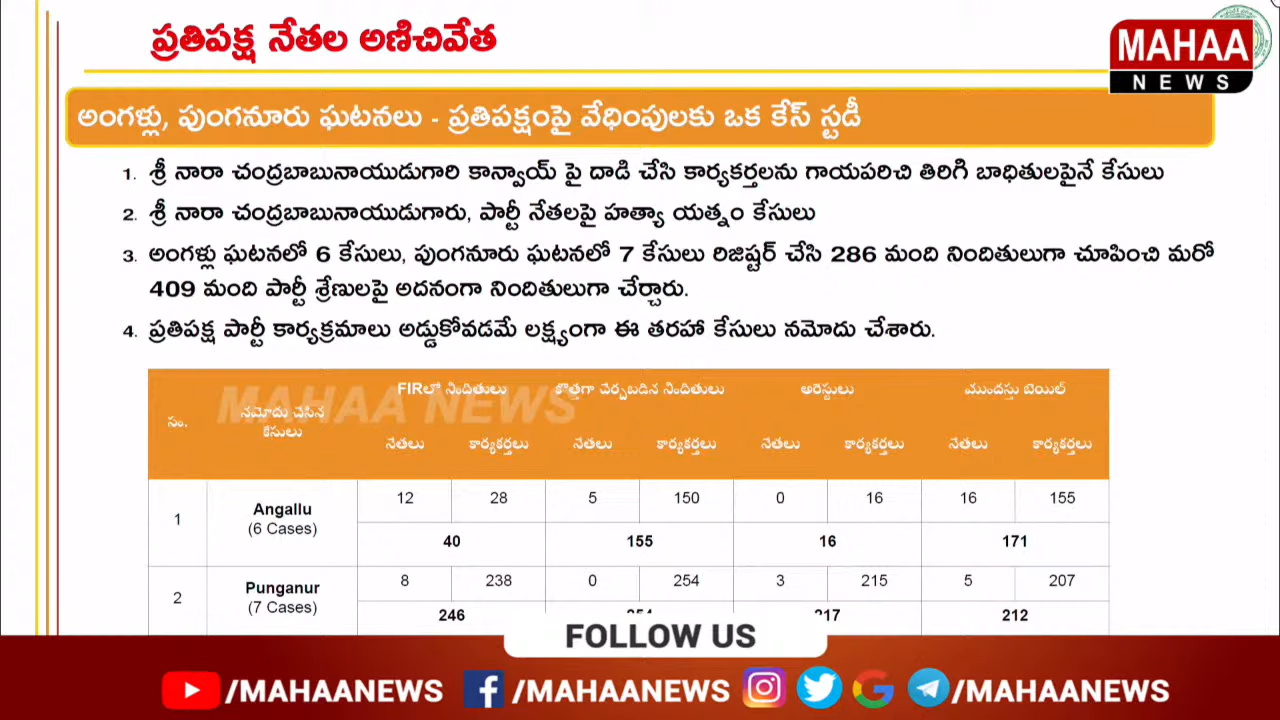 ప్రతిపక్ష నేతల అణిచివేత
MAHAA
NEWS
అంగళ్లు, పుంగనూరు ఘటనలు - ప్రతిపక్షంపై వేధింపులకు ఒక కేస్ స్టడీ
1. శ్రీ నారా చంద్రబాబునాయుడుగారి కాన్వాయ్ పై దాడి చేసి కార్యకర్తలను గాయపరిచి తిరిగి బాధితులపైనే కేసులు
2. శ్రీ నారా చంద్రబాబునాయుడుగారు, పార్టీ నేతలపై హత్యా యత్నం కేసులు
3. అంగళ్లు ఘటనలో 6 కేసులు, పుంగనూరు ఘటనలో 7 కేసులు రిజిష్టర్ చేసి 286 మంది నిందితులుగా చూపించి మరో
409 మంది పార్టీ శ్రేణులపై అదనంగా నిందితులుగా చేర్చారు.
4. ప్రతిపక్ష పార్టీ కార్యక్రమాలు అడ్డుకోవడమే లక్ష్యంగా ఈ తరహా కేసులు నమోదు చేశారు.
MAHAA NEWS
సం. నమోదు చేసిన కేసులు FIRలో నిందితులు కొత్తగా చేర్చబడిన నిందితులు అరెస్టులు ముందస్తు బెయిల్
నేతలు కార్యకర్తలు నేతలు కార్యకర్తలు నేతలు కార్యకర్తలు నేతలు కార్యకర్తలు
1 Angallu (6 Cases) 12 28 5 150 0 16 16 155
40 155 16 171
2 Punganur (7 Cases) 8 238 0 254 3 215 5 207
246 212
FOLLOW US
/MAHAANEWS /MAHAANEWS /MAHAANEWS